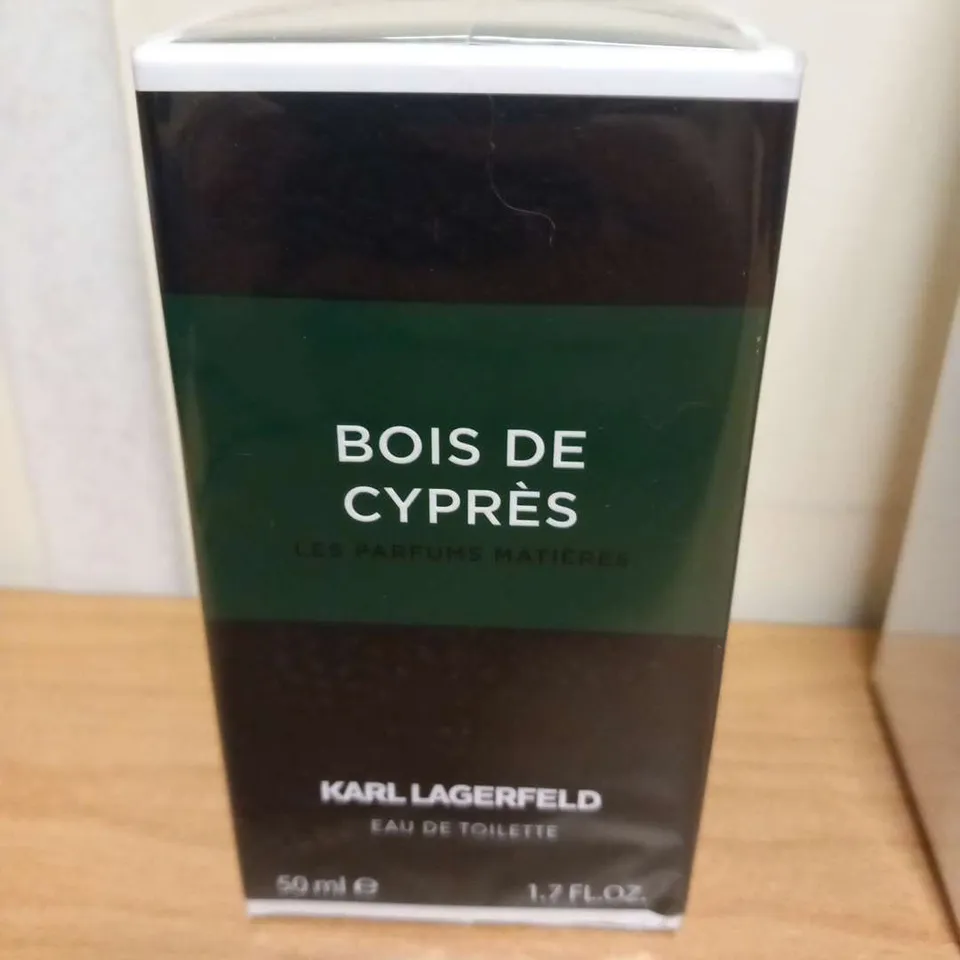 BOIS DE
CYPRÈS
LES PARFUMS MATIÈRES
KARL LAGERFELD
EAU DE TOILETTE
50 ml ℮ 1.7 FL.OZ.